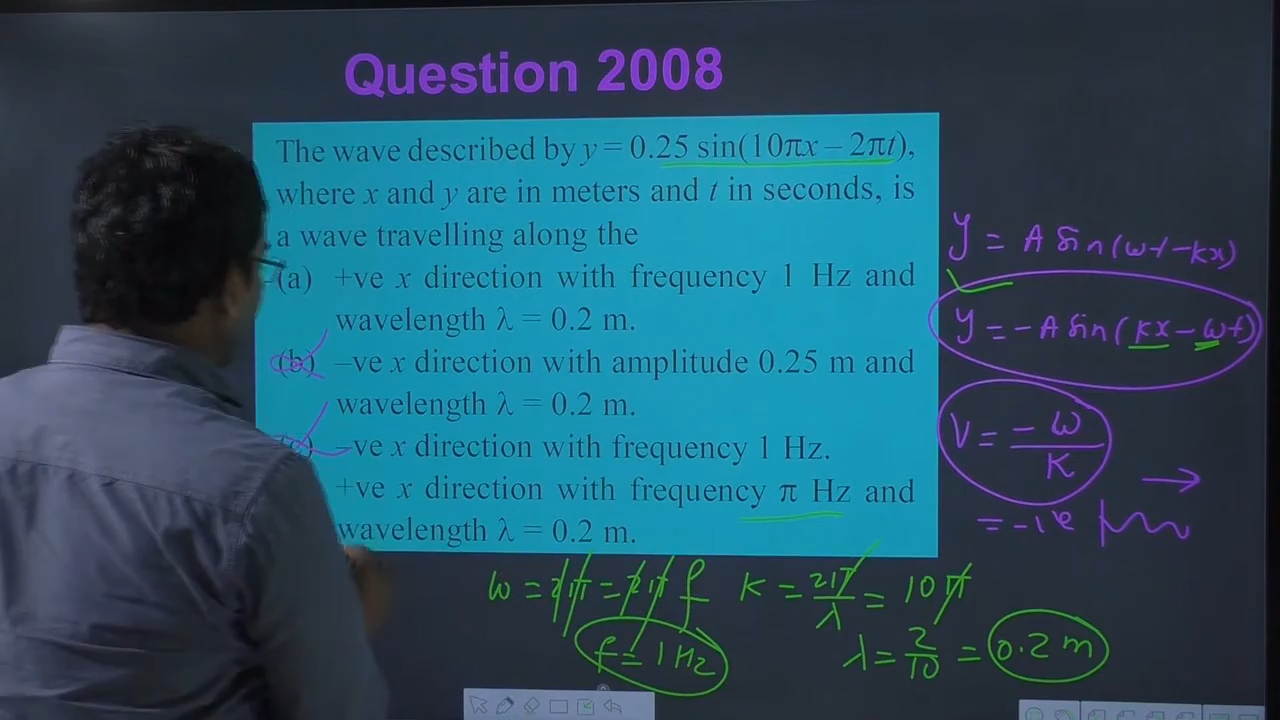 Question 2008
The wave described by y = 0.25 sin(10πx – 2πt),
where x and y are in meters and t in seconds, is
a wave travelling along the
(a) +ve x direction with frequency 1 Hz and
wavelength λ = 0.2 m.
(b) –ve x direction with amplitude 0.25 m and
wavelength λ = 0.2 m.
(c) –ve x direction with frequency 1 Hz.
+ve x direction with frequency π Hz and
wavelength λ = 0.2 m.
y = A sin(ωt-kx)
y = -A sin(kx-ωt)
V = -ω/K
= -ve
ω = 2π = 2π f
f = 1Hz
K = 2π/λ = 10π
λ = 2/10 = 0.2 m